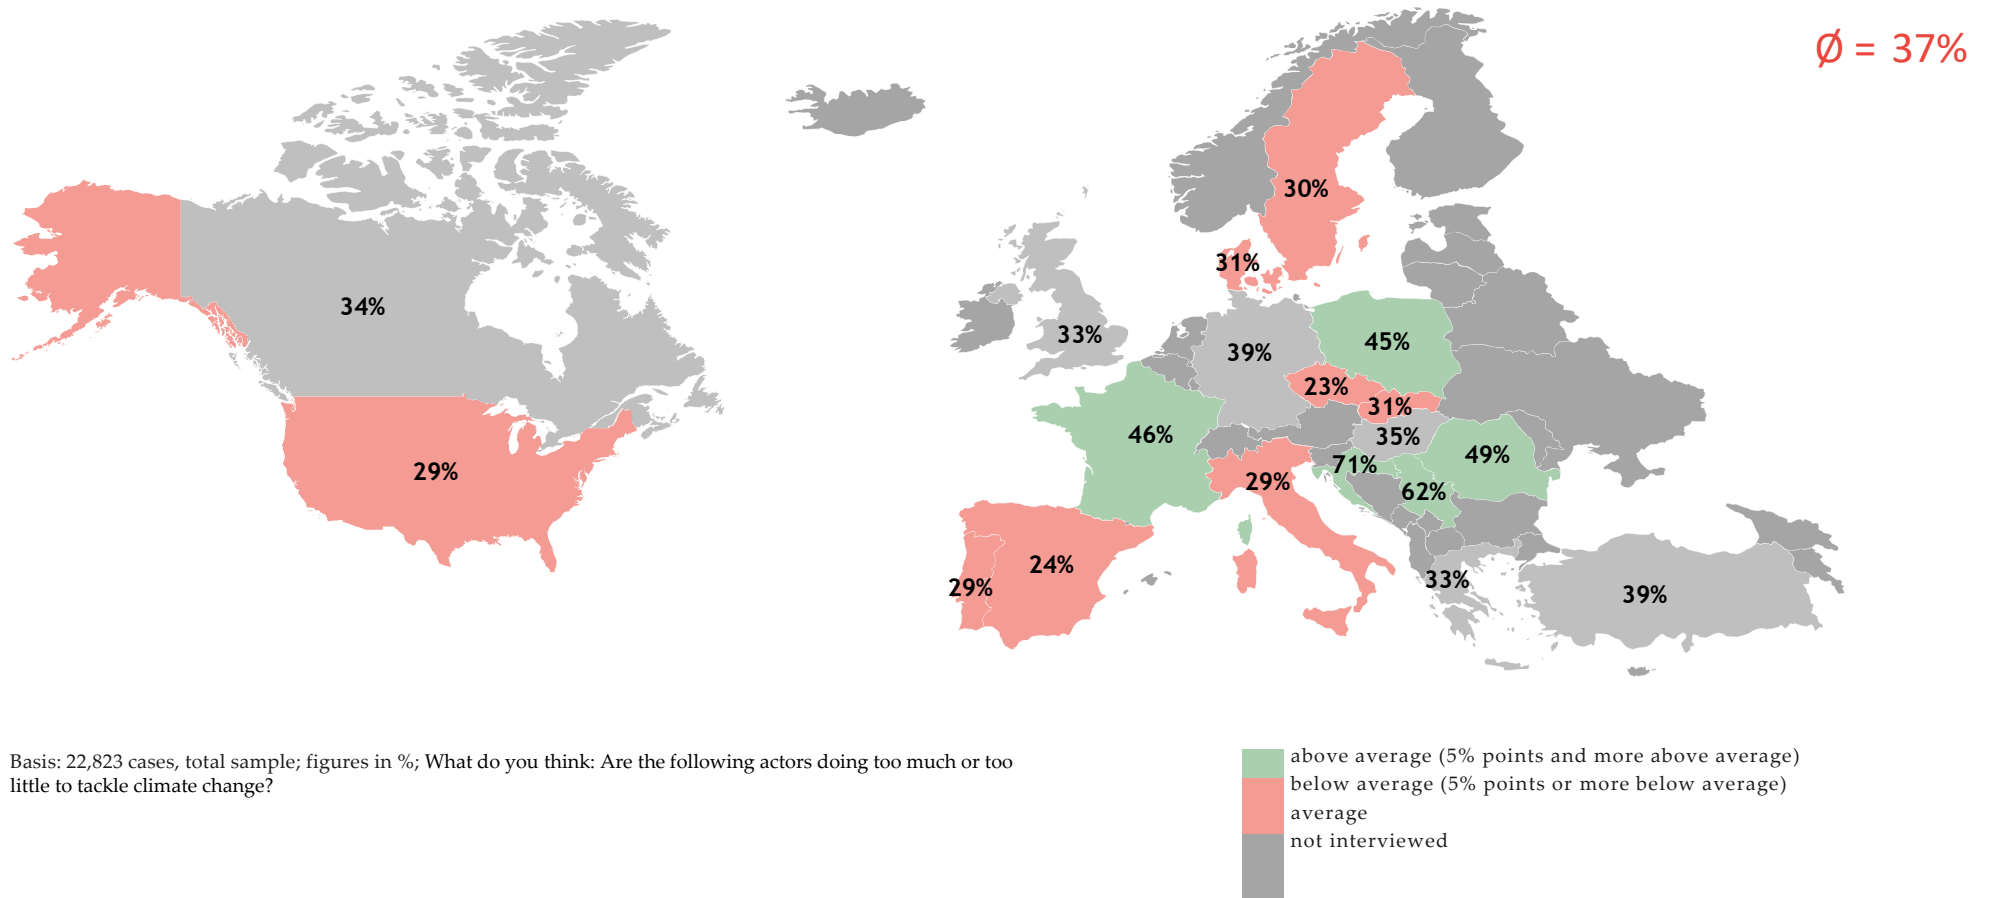 Ø = 37%
30%
31%
34%
33%
39%
45%
23%
31%
46%
35%
49%
71%
29%
29%
62%
24%
29%
33%
39%
Basis: 22,823 cases, total sample; figures in %; What do you think: Are the following actors doing too much or too
little to tackle climate change?
above average (5% points and more above average)
below average (5% points or more below average)
average
not interviewed